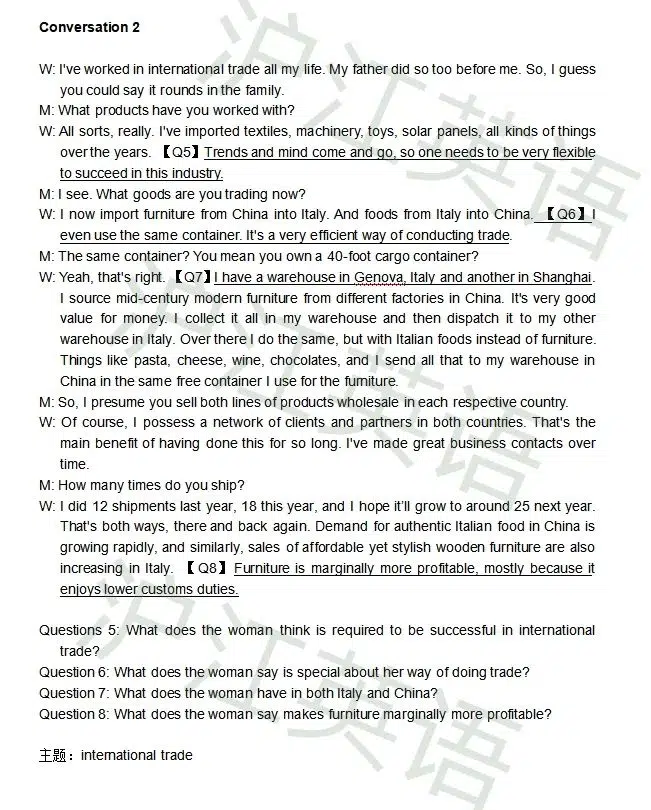 Conversation 2
W: I've worked in international trade all my life. My father did so too before me. So, I guess
you could say it rounds in the family.
M: What products have you worked with?
W: All sorts, really. I've imported textiles, machinery, toys, solar panels, all kinds of things
over the years. 【Q5】Trends and mind come and go, so one needs to be very flexible
to succeed in this industry.
M: I see. What goods are you trading now?
W: I now import furniture from China into Italy. And foods from Italy into China. 【Q6】I
even use the same container. It's a very efficient way of conducting trade.
M: The same container? You mean you own a 40-foot cargo container?
W: Yeah, that's right. 【Q7】I have a warehouse in Genova, Italy and another in Shanghai.
I source mid-century modern furniture from different factories in China. It's very good
value for money. I collect it all in my warehouse and then dispatch it to my other
warehouse in Italy. Over there I do the same, but with Italian foods instead of furniture.
Things like pasta, cheese, wine, chocolates, and I send all that to my warehouse in
China in the same free container I use for the furniture.
M: So, I presume you sell both lines of products wholesale in each respective country.
W: Of course, I possess a network of clients and partners in both countries. That's the
main benefit of having done this for so long. I've made great business contacts over
time.
M: How many times do you ship?
W: I did 12 shipments last year, 18 this year, and I hope it'll grow to around 25 next year.
That's both ways, there and back again. Demand for authentic Italian food in China is
growing rapidly, and similarly, sales of affordable yet stylish wooden furniture are also
increasing in Italy. 【Q8】Furniture is marginally more profitable, mostly because it
enjoys lower customs duties.
Questions 5: What does the woman think is required to be successful in international
trade?
Question 6: What does the woman say is special about her way of doing trade?
Question 7: What does the woman have in both Italy and China?
Question 8: What does the woman say makes furniture marginally more profitable?
主题：international trade
沪江英语
沪江英语
沪江英语